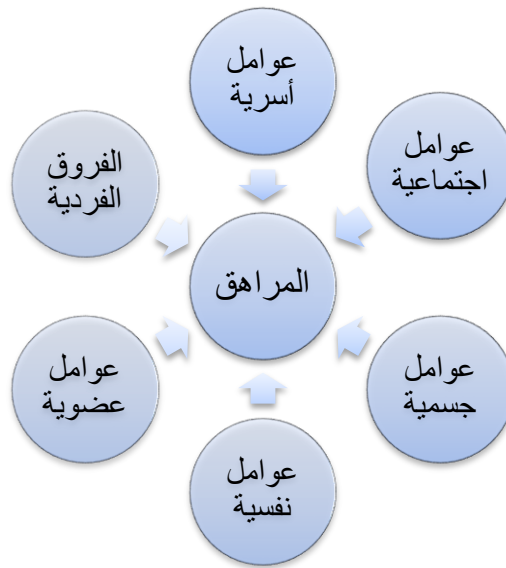 عوامل
أسرية
عوامل
اجتماعية
الفروق
الفردية
المراهق
عوامل
جسمية
عوامل
عضوية
عوامل
نفسية